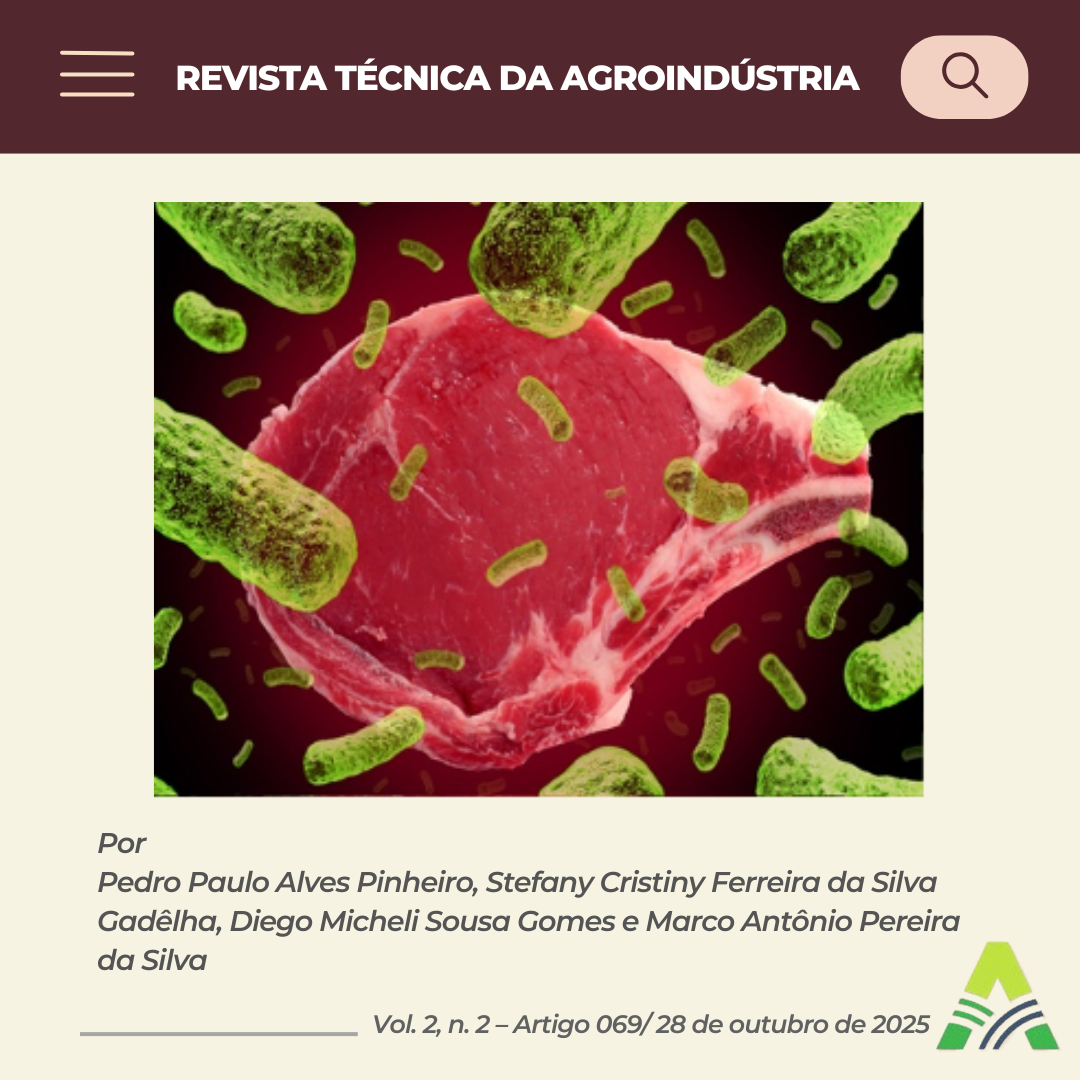 REVISTA TÉCNICA DA AGROINDÚSTRIA
Por
Pedro Paulo Alves Pinheiro, Stefany Cristiny Ferreira da Silva
Gadêlha, Diego Micheli Sousa Gomes e Marco Antônio Pereira
da Silva
Vol. 2, n. 2 – Artigo 069/ 28 de outubro de 2025